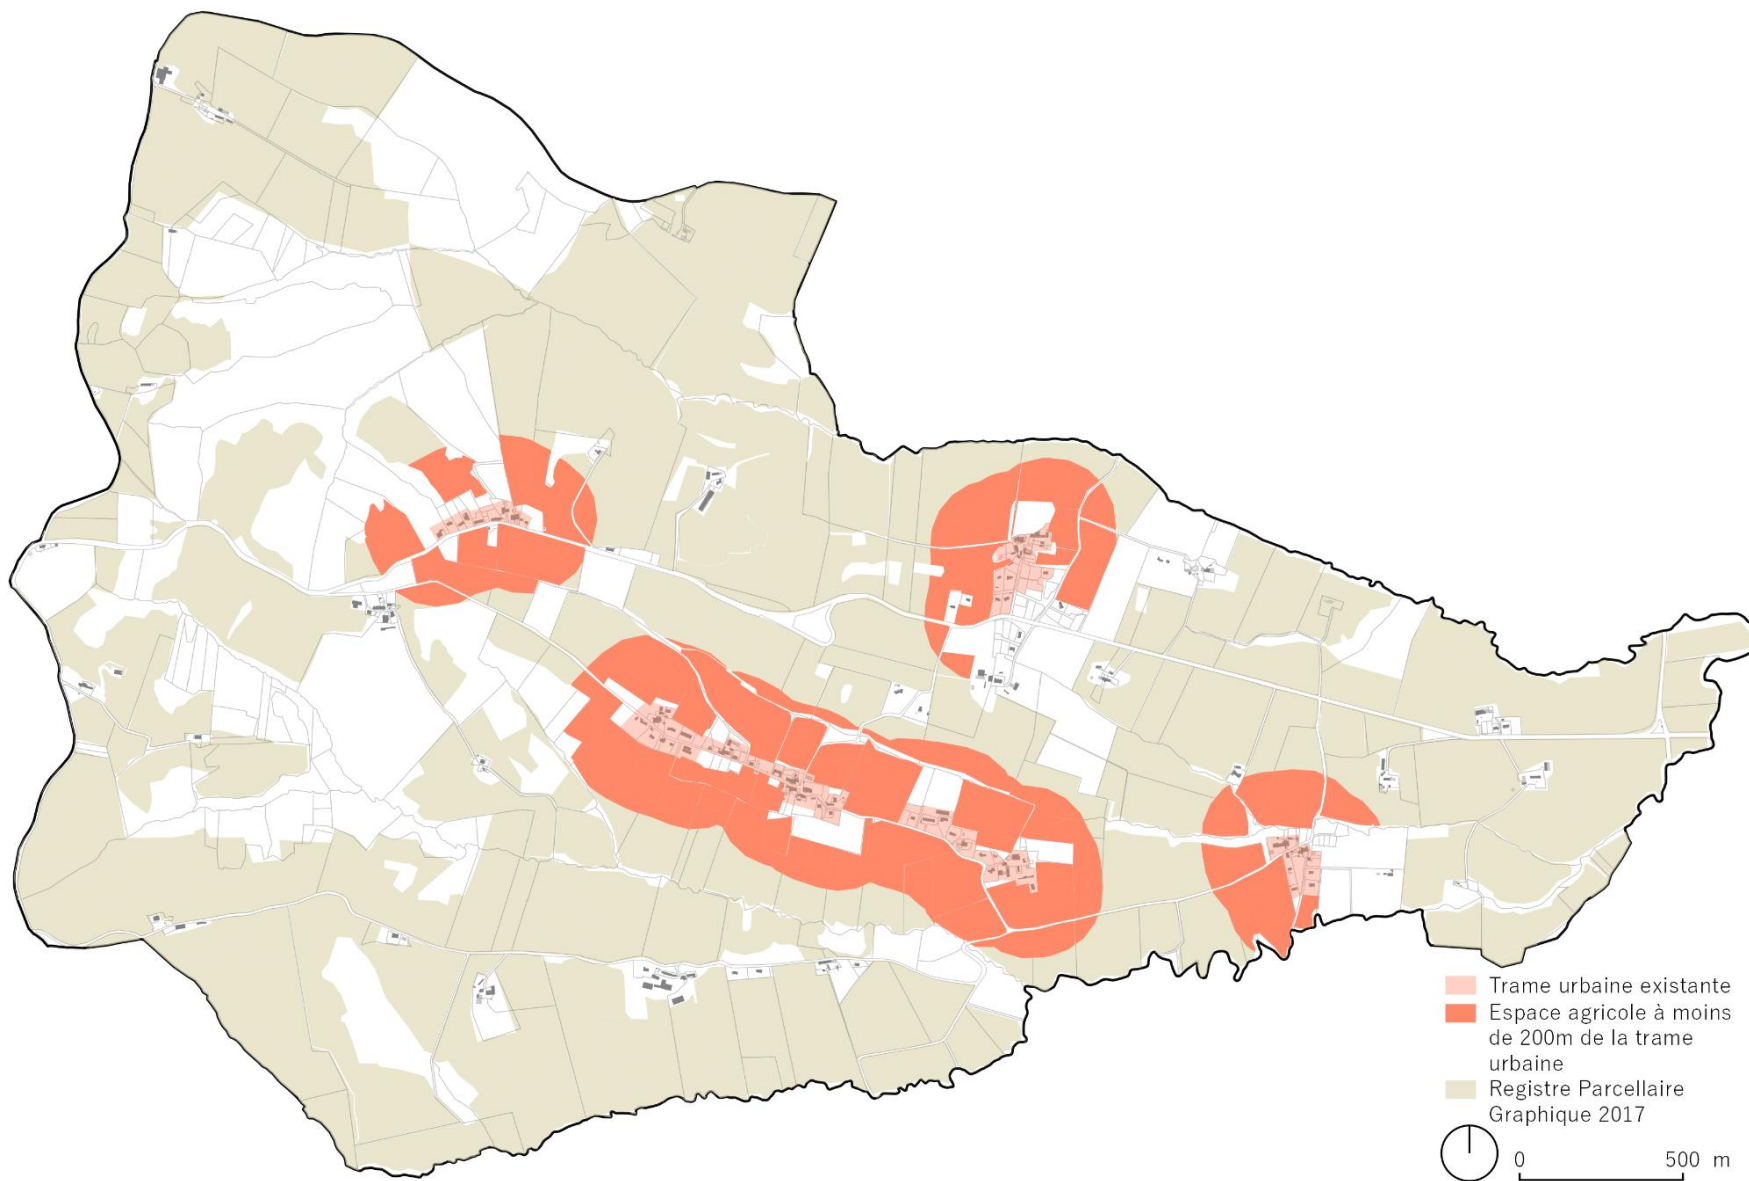 Trame urbaine existante
Espace agricole à moins
de 200m de la trame
urbaine
Registre Parcellaire
Graphique 2017
0 500 m